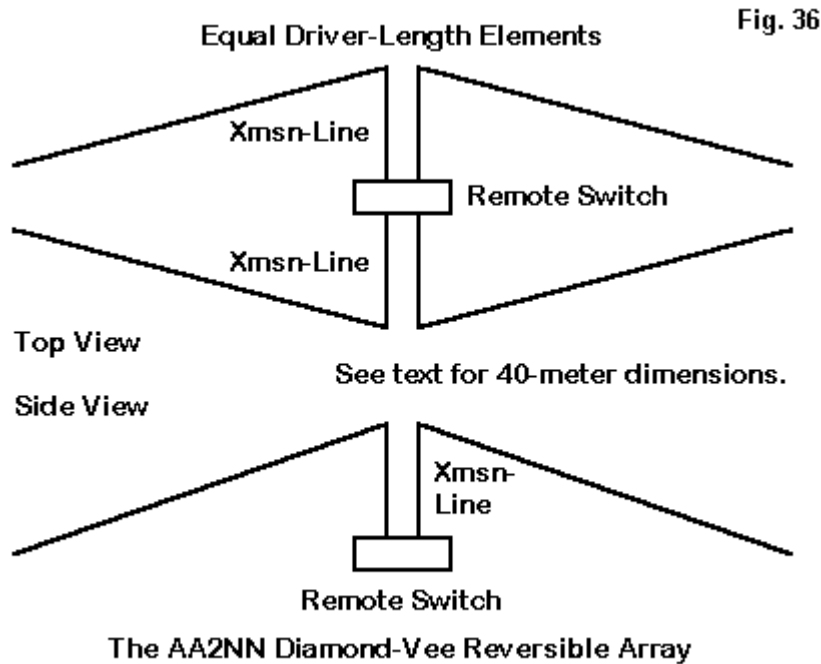 Fig. 36
Equal Driver-Length Elements
Xmsn-Line
Remote Switch
Xmsn-Line
Top View
See text for 40-meter dimensions.
Side View
Xmsn-
Line
Remote Switch
The AA2NN Diamond-Vee Reversible Array